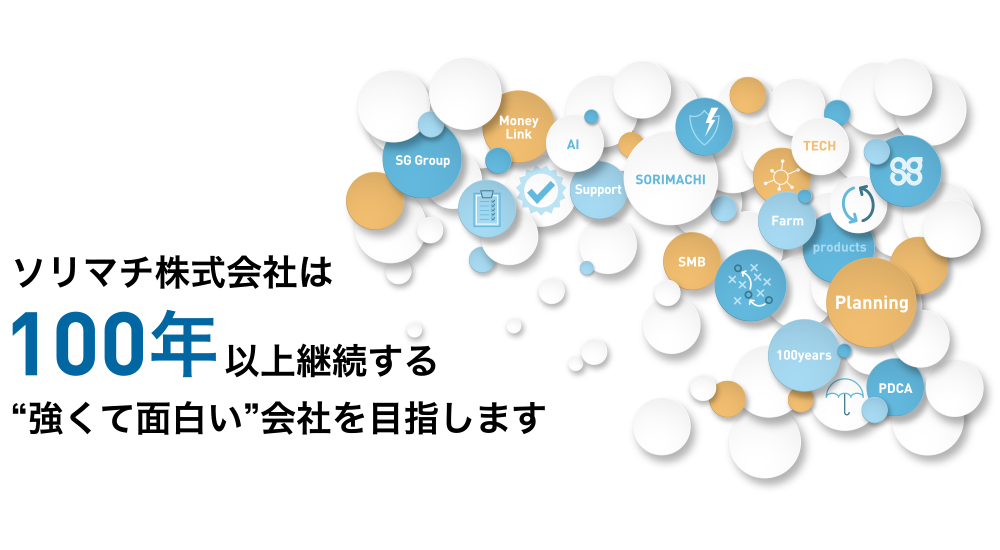 Money
Link
AI
TECH
SG Group
Support
SORIMACHI
Farm
products
SMB
Planning
100years
PDCA
ソリマチ株式会社は
100年以上継続する
“強くて面白い”会社を目指します